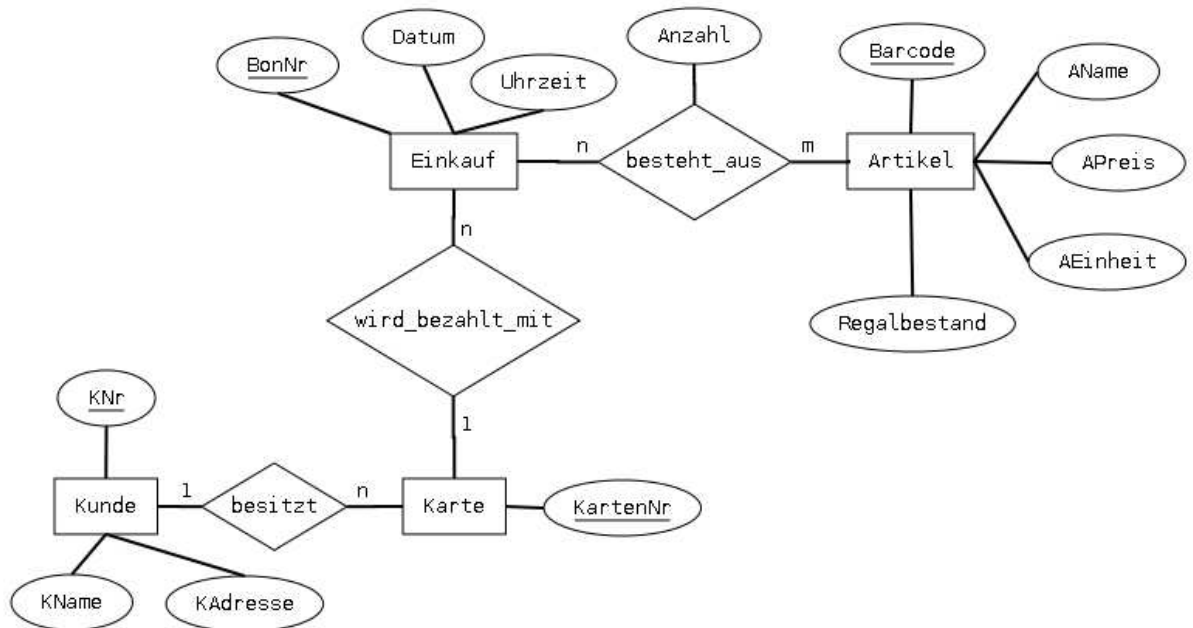 Datum
Anzahl
BonNr
Barcode
AName
Uhrzeit
Einkauf
n
besteht_aus
m
Artikel
APreis
n
AEinheit
wird_bezahlt_mit
Regalbestand
KNr
1
Kunde
1
besitzt
n
Karte
KartenNr
KName
KAdresse